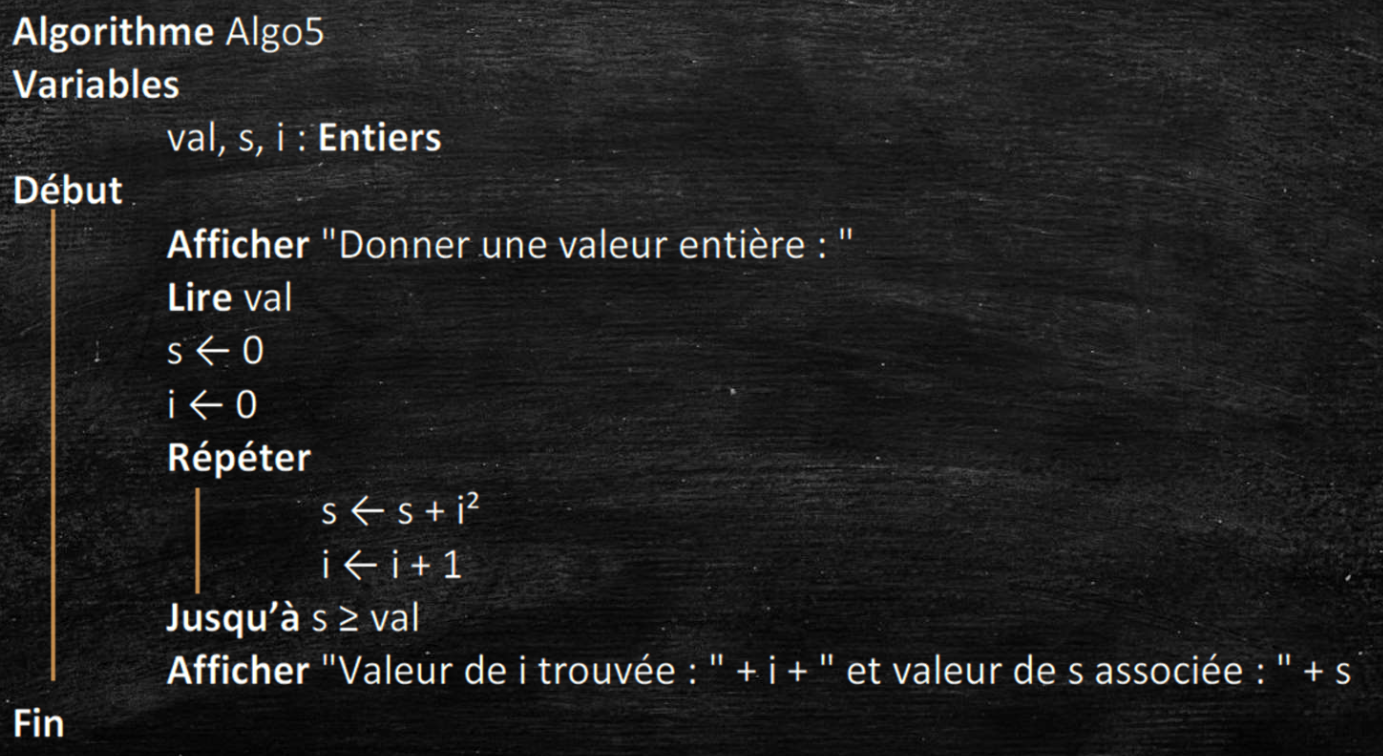 Algorithme Algo5
Variables
val, s, i : Entiers
Début
Afficher "Donner une valeur entière : "
Lire val
s ← 0
i ← 0
Répéter
s ← s + i²
i ← i + 1
Jusqu’à s ≥ val
Afficher "Valeur de i trouvée : " + i + " et valeur de s associée : " + s
Fin